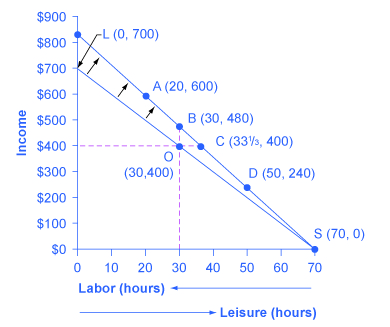 $900
$800
$700
$600
$500
$400
$300
$200
$100
$0
Income
L (0, 700)
A (20, 600)
B (30, 480)
C (33⅓, 400)
O
(30,400)
D (50, 240)
S (70, 0)
0 10 20 30 40 50 60 70
Labor (hours)
Leisure (hours)